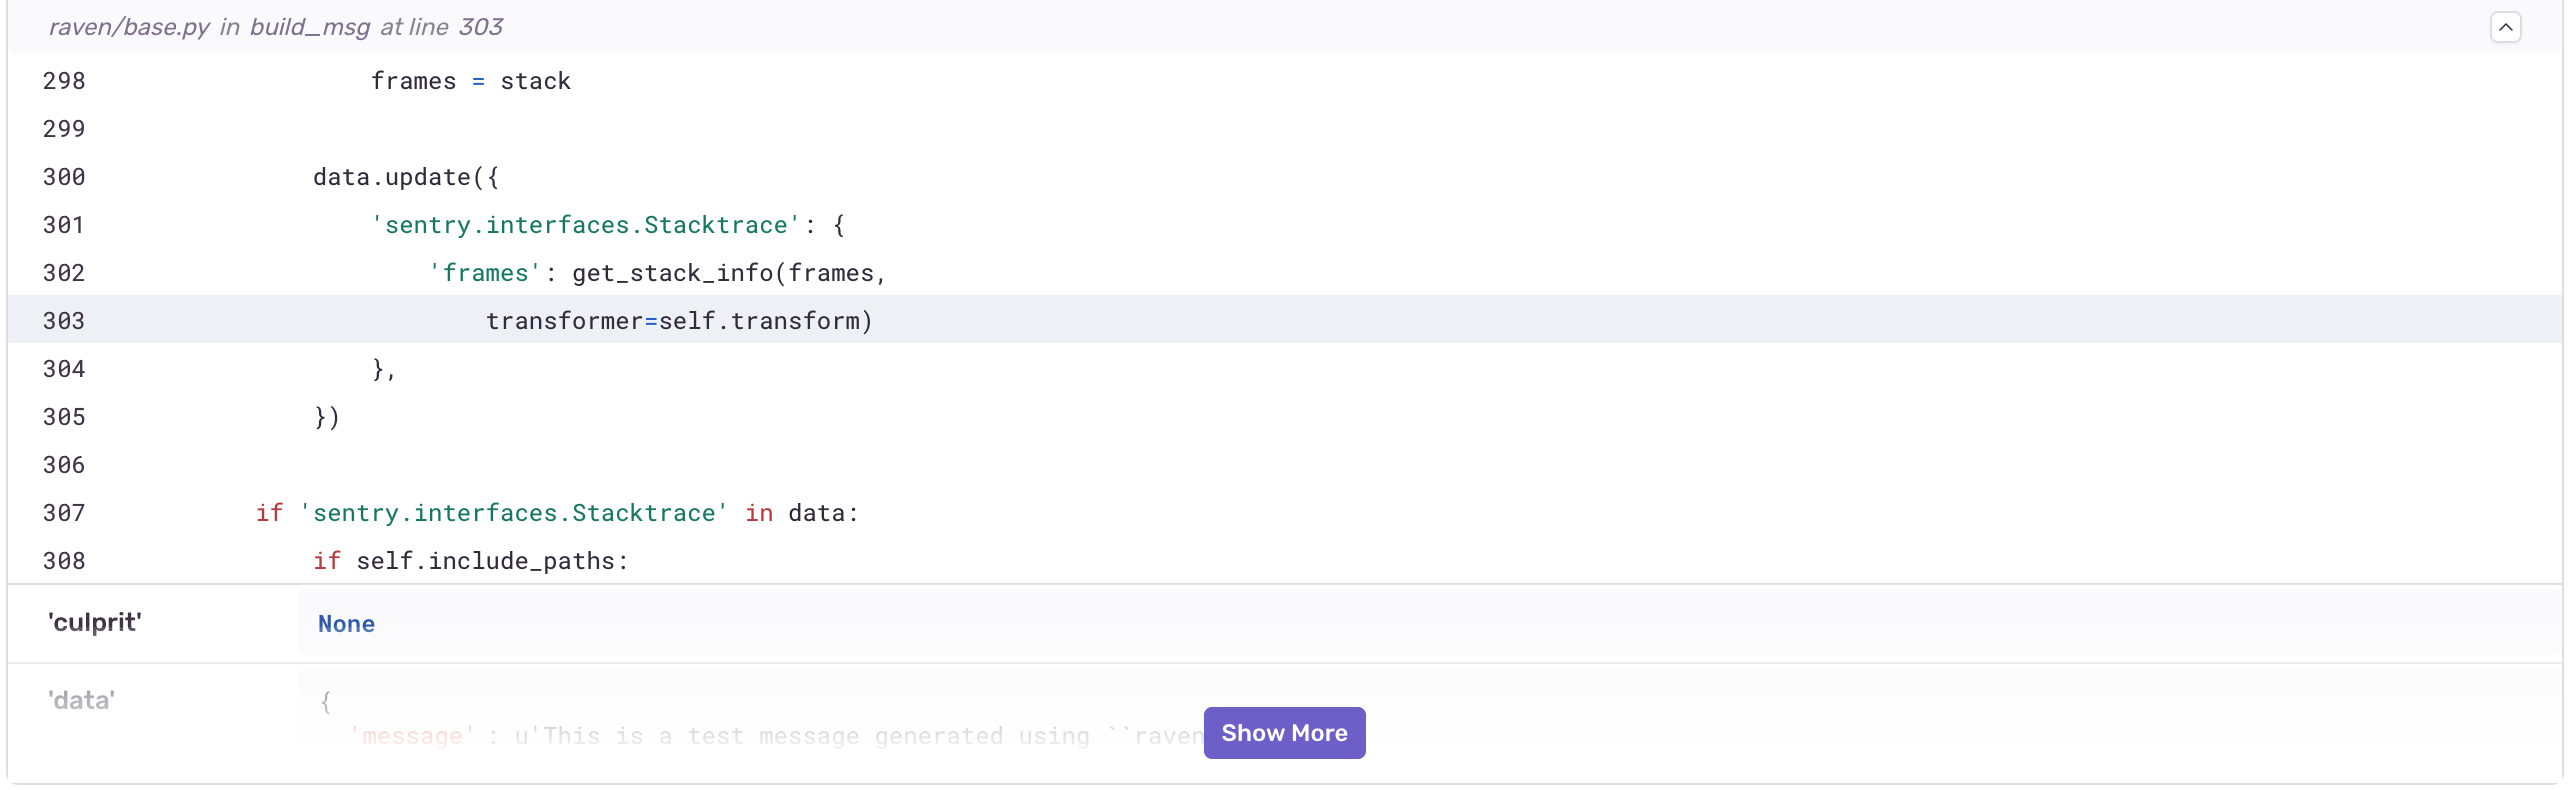 raven/base.py in build_msg at line 303
298 frames = stack
299
300 data.update({
301 'sentry.interfaces.Stacktrace': {
302 'frames': get_stack_info(frames,
303 transformer=self.transform)
304 },
305 })
306
307 if 'sentry.interfaces.Stacktrace' in data:
308 if self.include_paths:
'culprit' None
'data' {
'message' : u'This is a test message generated using ``raven
Show More